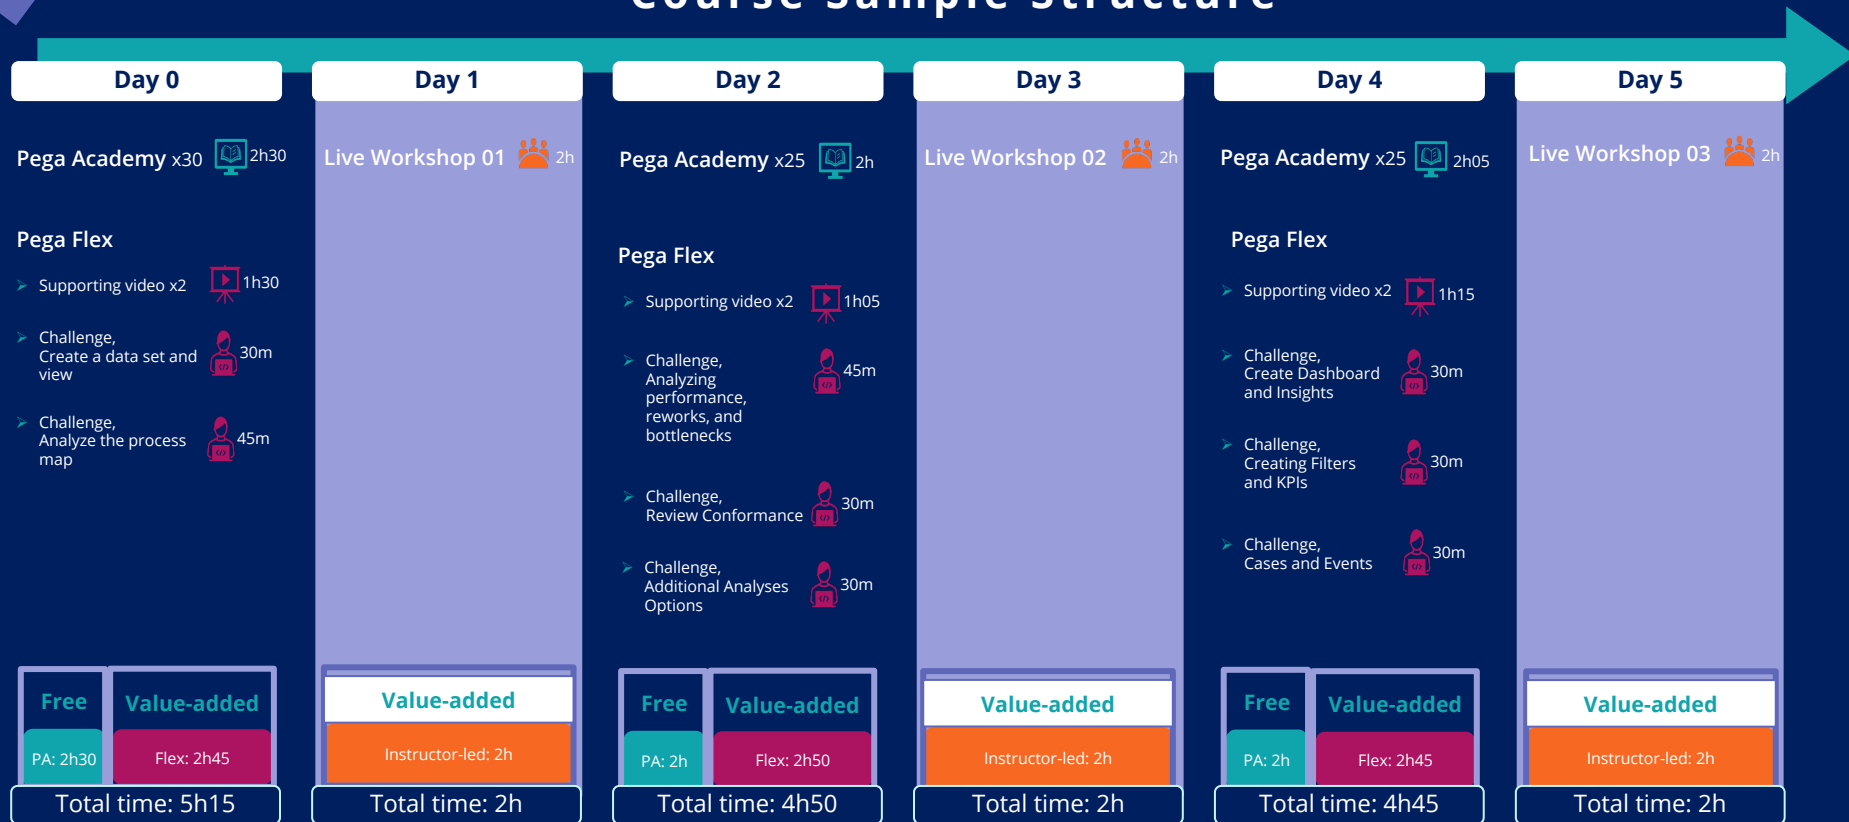 Course Sample Structure
Day 0
Pega Academy x30 2h30
Pega Flex
Supporting video x2 1h30
Challenge,
Create a data set and
view
30m
Challenge,
Analyze the process
map
45m
Free
Value-added
PA: 2h30
Flex: 2h45
Total time: 5h15
Day 1
Live Workshop 01 2h
Value-added
Instructor-led: 2h
Total time: 2h
Day 2
Pega Academy x25 2h
Pega Flex
Supporting video x2 1h05
Challenge,
Analyzing
performance,
reworks, and
bottlenecks
45m
Challenge,
Review Conformance
30m
Challenge,
Additional Analyses
Options
30m
Free
Value-added
PA: 2h
Flex: 2h50
Total time: 4h50
Day 3
Live Workshop 02 2h
Value-added
Instructor-led: 2h
Total time: 2h
Day 4
Pega Academy x25 2h05
Pega Flex
Supporting video x2 1h15
Challenge,
Create Dashboard
and Insights
30m
Challenge,
Creating Filters
and KPIs
30m
Challenge,
Cases and Events
30m
Free
Value-added
PA: 2h
Flex: 2h45
Total time: 4h45
Day 5
Live Workshop 03 2h
Value-added
Instructor-led: 2h
Total time: 2h